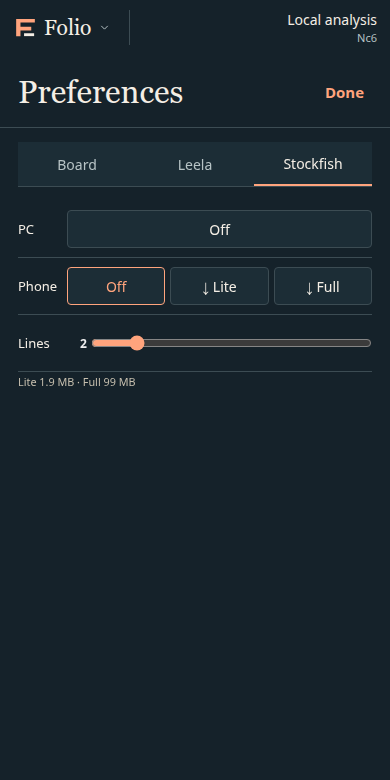 Folio
Local analysis
Nc6
Preferences
Done
Board Leela Stockfish
PC Off
Phone Off ↓ Lite ↓ Full
Lines 2
Lite 1.9 MB · Full 99 MB